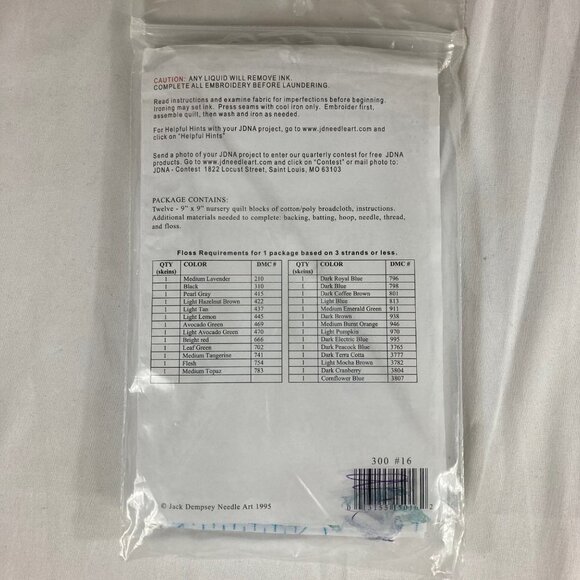 CAUTION: ANY LIQUID WILL REMOVE INK.
COMPLETE ALL EMBROIDERY BEFORE LAUNDERING.
Read instructions and examine fabric for imperfections before beginning.
Ironing may set ink. Press seams with cool iron only. Embroider first,
assemble quilt, then wash and iron as needed.
For Helpful Hints with your JDNA project, go to www.jdneedleart.com and
click on "Helpful Hints"
Send a photo of your JDNA project to enter our quarterly contest for free JDNA
products. Go to www.jdneedleart.com and click on "Contest" or mail photo to:
JDNA - Contest 1822 Locust Street, Saint Louis, MO 63103
PACKAGE CONTAINS:
Twelve - 9" x 9" nursery quilt blocks of cotton/poly broadcloth, instructions.
Additional materials needed to complete: backing, batting, hoop, needle, thread,
and floss.
Floss Requirements for 1 package based on 3 strands or less.
QTY (skeins) COLOR DMC #
1 Medium Lavender 210
1 Black 310
1 Pearl Gray 415
1 Light Hazelnut Brown 422
1 Light Tan 437
1 Light Lemon 445
1 Avocado Green 469
1 Light Avocado Green 470
1 Bright red 666
1 Leaf Green 702
1 Medium Tangerine 741
1 Flesh 754
1 Medium Topaz 783
QTY (skeins) COLOR DMC #
1 Dark Royal Blue 796
1 Dark Blue 798
1 Dark Coffee Brown 801
1 Light Blue 813
1 Medium Emerald Green 911
1 Dark Brown 938
1 Medium Burnt Orange 946
1 Light Pumpkin 970
1 Dark Electric Blue 995
1 Dark Peacock Blue 3765
1 Dark Terra Cotta 3777
1 Light Mocha Brown 3782
1 Dark Cranberry 3804
1 Cornflower Blue 3807
300 #16
© Jack Dempsey Needle Art 1995